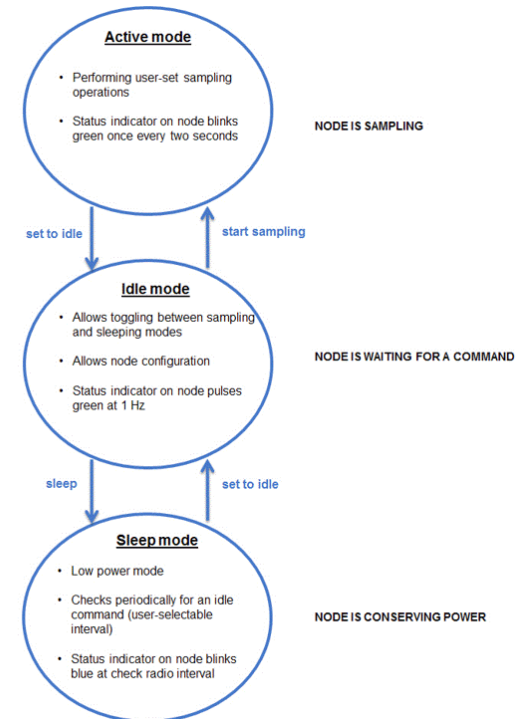 Active mode
• Performing user-set sampling
operations
• Status indicator on node blinks
green once every two seconds
NODE IS SAMPLING
set to idle
start sampling
Idle mode
• Allows toggling between sampling
and sleeping modes
• Allows node configuration
• Status indicator on node pulses
green at 1 Hz
NODE IS WAITING FOR A COMMAND
sleep
set to idle
Sleep mode
• Low power mode
• Checks periodically for an idle
command (user-selectable
interval)
• Status indicator on node blinks
blue at check radio interval
NODE IS CONSERVING POWER